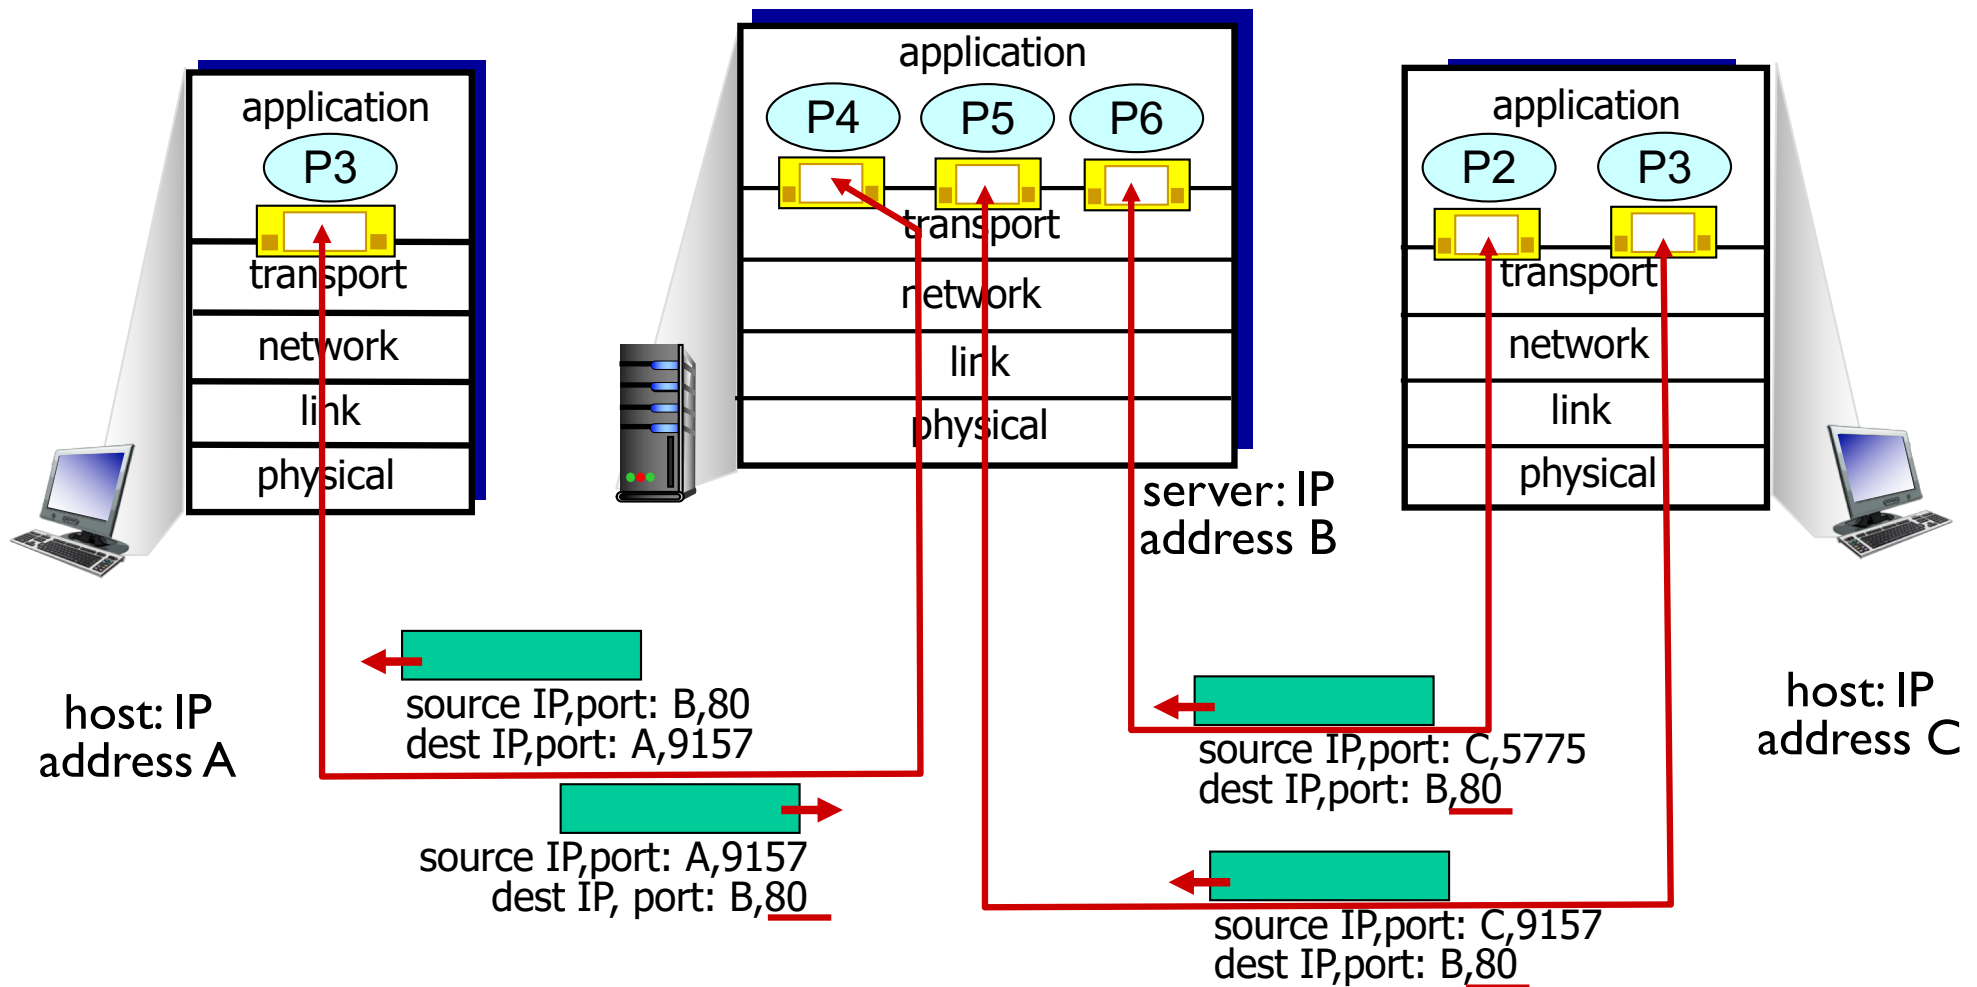 application
P3
transport
network
link
physical
host: IP
address A
application
P4 P5 P6
transport
network
link
physical
server: IP
address B
application
P2 P3
transport
network
link
physical
host: IP
address C
source IP,port: B,80
dest IP,port: A,9157
source IP,port: A,9157
dest IP, port: B,80
source IP,port: C,5775
dest IP,port: B,80
source IP,port: C,9157
dest IP,port: B,80